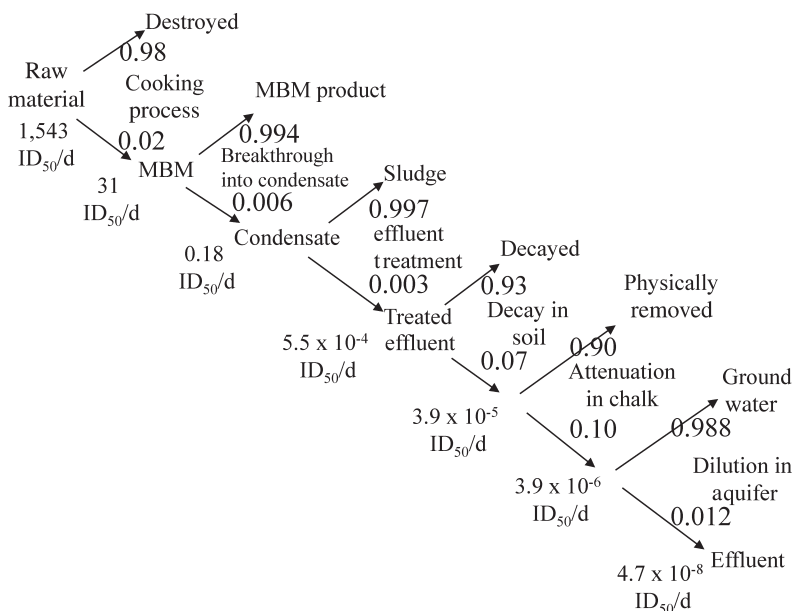 Destroyed
0.98
Raw
material
Cooking
process
1,543
ID50/d
0.02
MBM product
0.994
MBM
31
ID50/d
Breakthrough
into condensate
0.006
Sludge
0.997
Condensate
0.18
ID50/d
effluent
treatment
0.003
Decayed
0.93
Treated
effluent
5.5 x 10-4
ID50/d
Decay in
soil
0.07
Physically
removed
0.90
3.9 x 10-5
ID50/d
Attenuation
in chalk
0.10
Ground
water
0.988
3.9 x 10-6
ID50/d
Dilution in
aquifer
0.012
Effluent
4.7 x 10-8
ID50/d